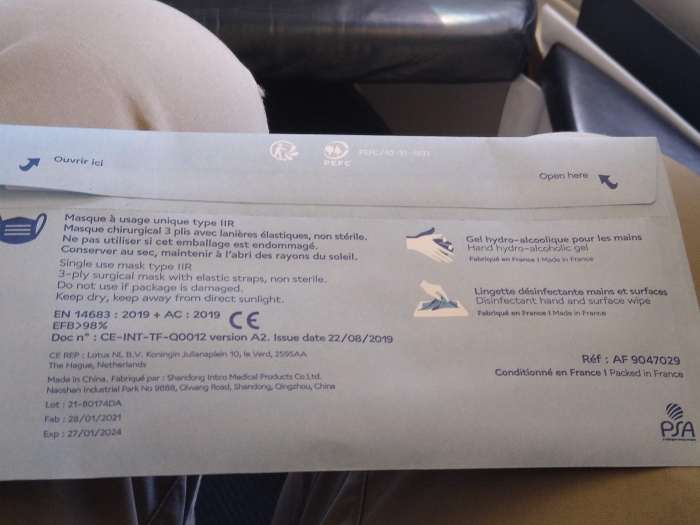 Ouvrir ici
PEFC
PEFC/10-31-1993
Open here
Masque à usage unique type IIR
Masque chirurgical 3 plis avec lanières élastiques, non stérile.
Ne pas utiliser si cet emballage est endommagé.
Conserver au sec, maintenir à l'abri des rayons du soleil.
Single use mask type IIR
3-ply surgical mask with elastic straps, non sterile.
Do not use if package is damaged.
Keep dry, keep away from direct sunlight.
EN 14683 : 2019 + AC : 2019 CE
EFB>98%
Doc n° : CE-INT-TF-Q0012 version A2. Issue date 22/08/2019
CE REP : Lotus NL B.V. Koningin Julianaplein 10, le Verd, 2595AA
The Hague, Netherlands
Made in China. Fabriqué par : Shandong Intco Medical Products Co.Ltd.
Naoshan Industrial Park No 9888, Qiwang Road, Shandong, Qingzhou, China
Lot : 21-80174DA
Fab : 28/01/2021
Exp : 27/01/2024
Gel hydro-alcoolique pour les mains
Hand hydro-alcoholic gel
Fabriqué en France I Made in France
Lingette désinfectante mains et surfaces
Disinfectant hand and surface wipe
Fabriqué en France I Made in France
Réf : AF 9047029
Conditionné en France I Packed in France
PSA